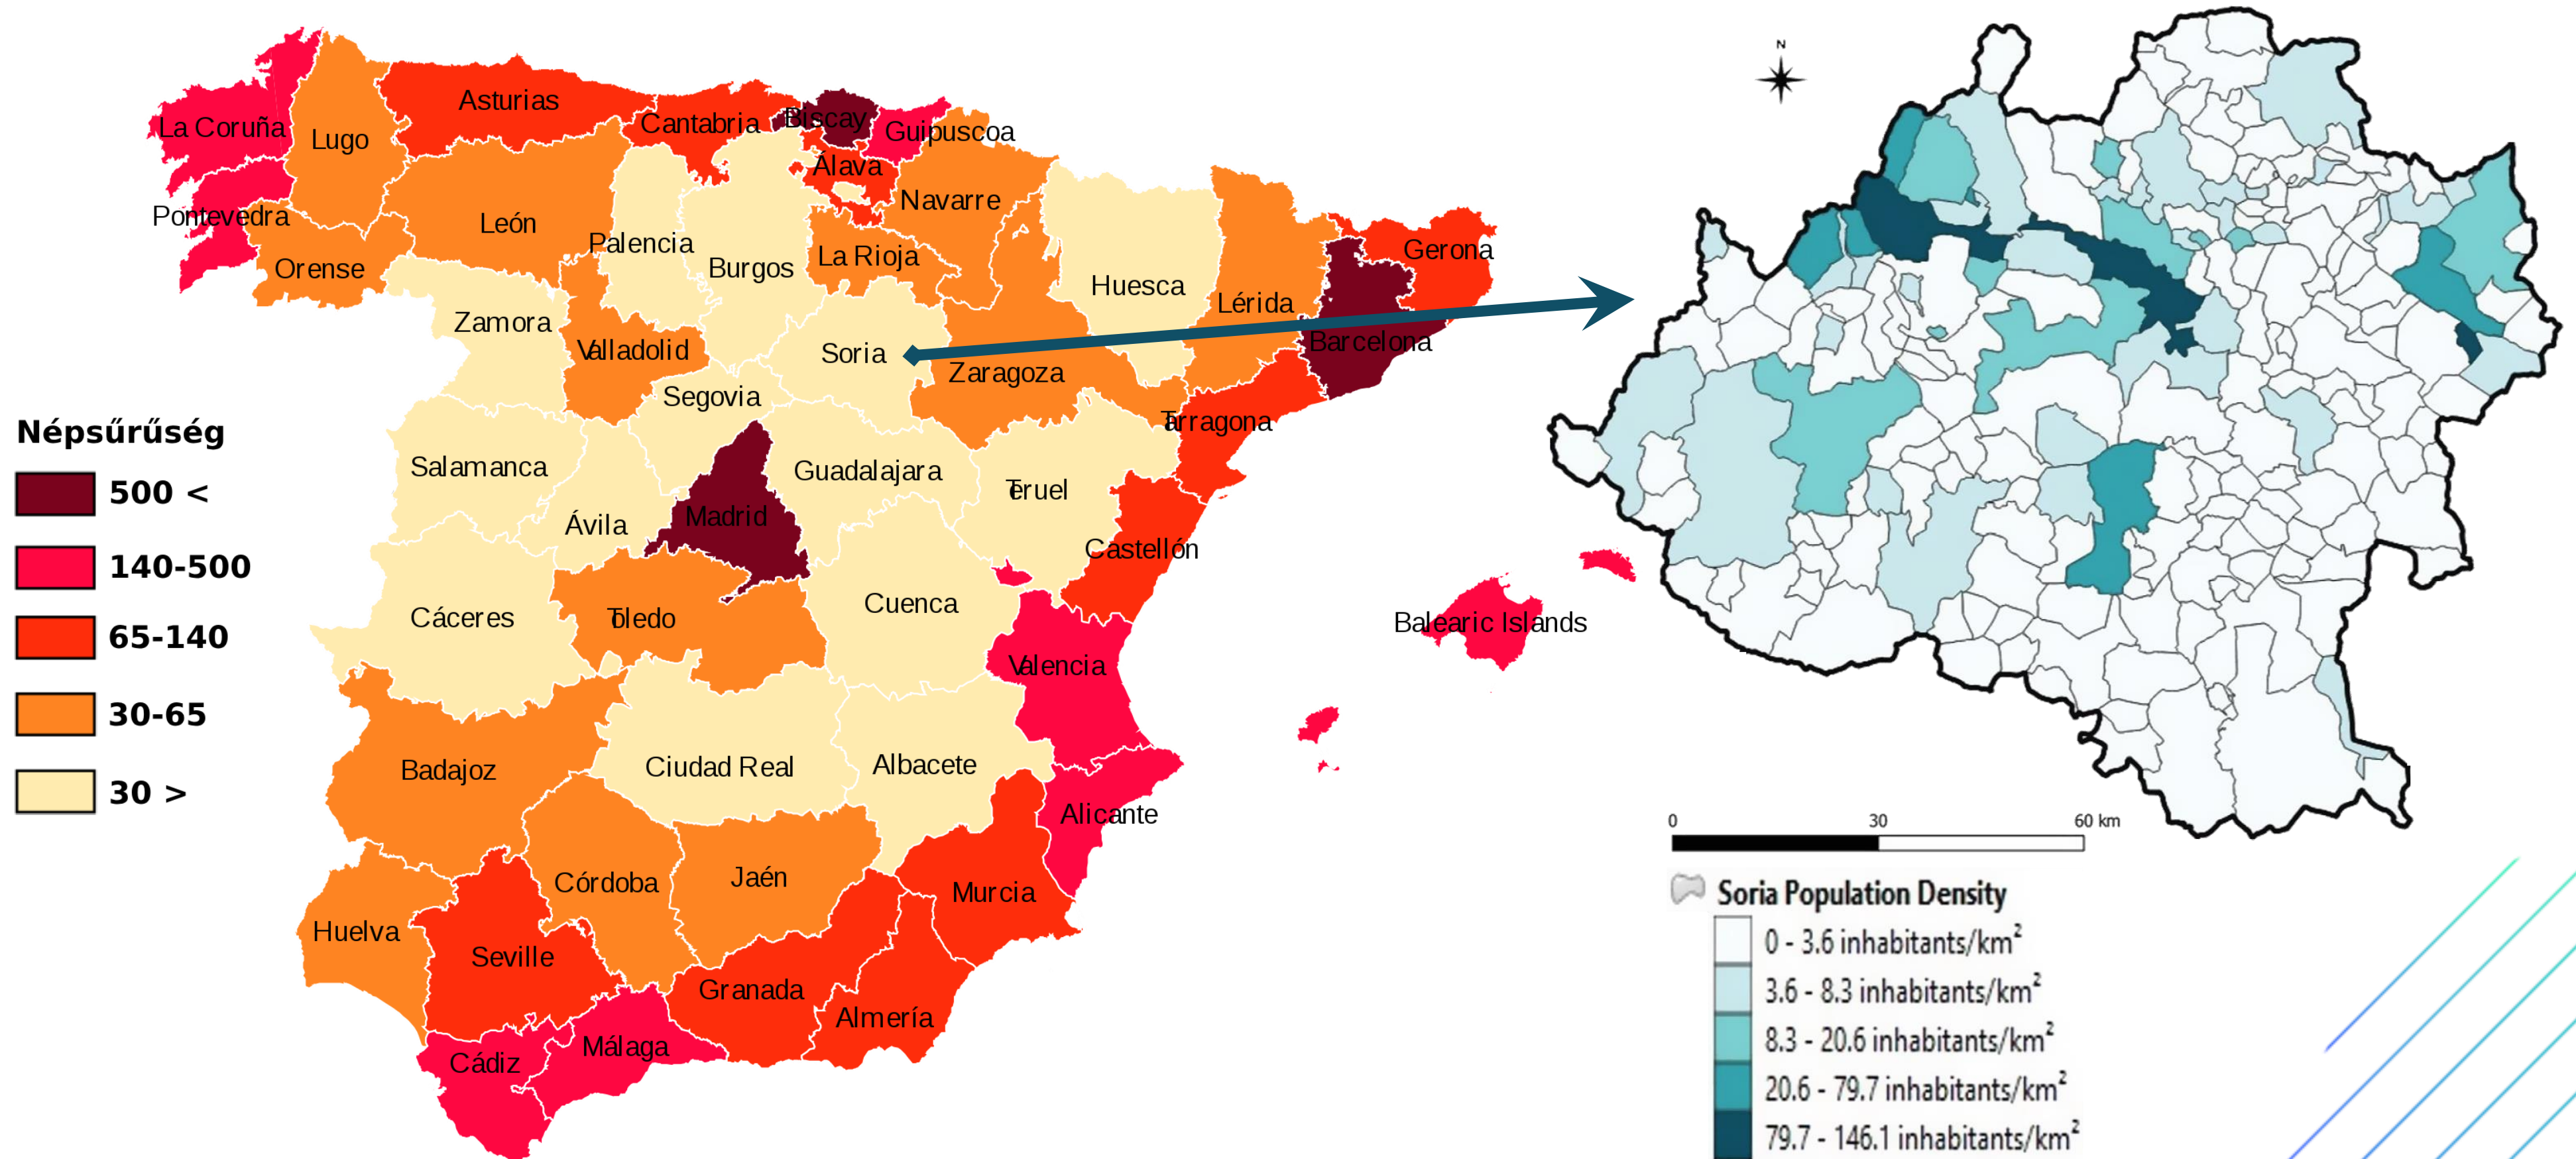 La Coruña
Lugo
Asturias
Cantabria
Biscay
Guipuscoa
Álava
Navarre
Pontevedra
Orense
León
Palencia
Burgos
La Rioja
Huesca
Lérida
Gerona
Barcelona
Zamora
Valladolid
Soria
Zaragoza
Segovia
Tarragona
Salamanca
Ávila
Madrid
Guadalajara
Teruel
Castellón
Cáceres
Toledo
Cuenca
Valencia
Balearic Islands
Badajoz
Ciudad Real
Albacete
Alicante
Huelva
Córdoba
Jaén
Murcia
Seville
Granada
Almería
Cádiz
Málaga
Népsűrűség
500 <
140-500
65-140
30-65
30 >
N
0 30 60 km
Soria Population Density
0 - 3.6 inhabitants/km²
3.6 - 8.3 inhabitants/km²
8.3 - 20.6 inhabitants/km²
20.6 - 79.7 inhabitants/km²
79.7 - 146.1 inhabitants/km²